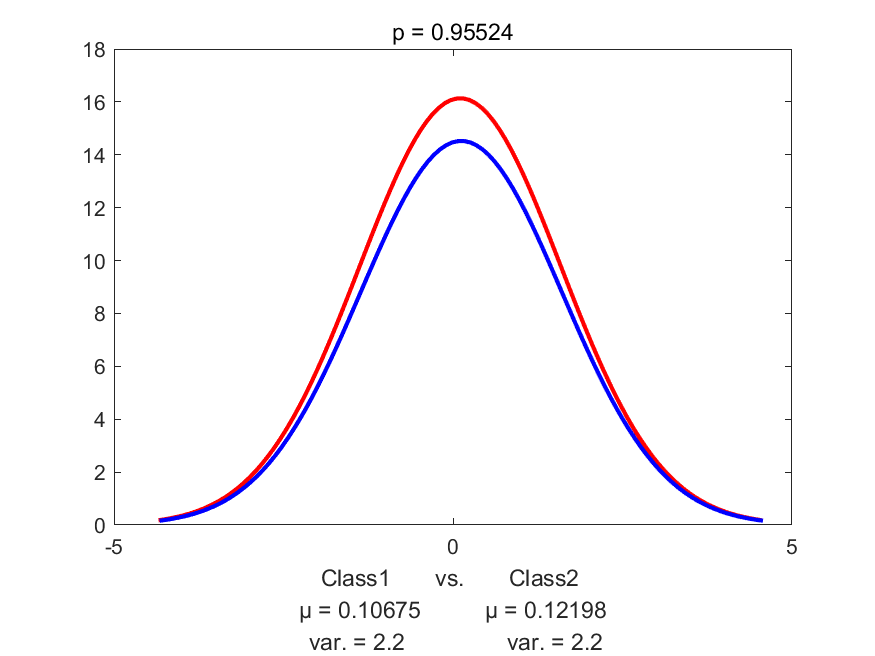 p = 0.95524
18
16
14
12
10
8
6
4
2
0
-5 0 5
Class1 vs. Class2
μ = 0.10675 μ = 0.12198
var. = 2.2 var. = 2.2